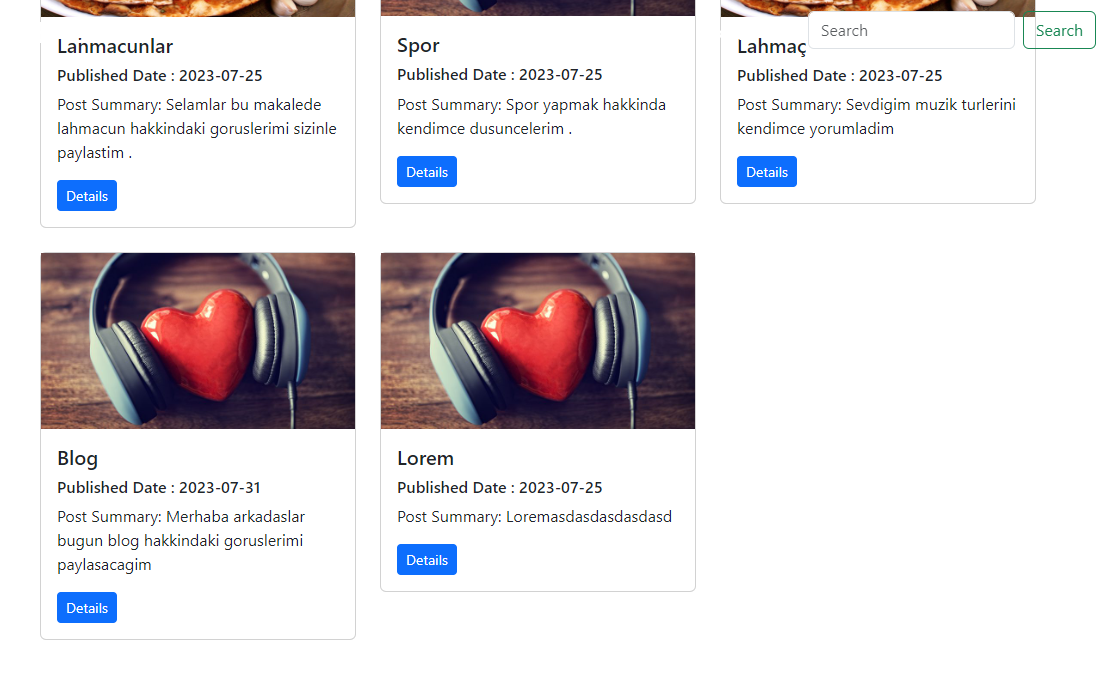 Search
Search
Lahmacunlar
Published Date : 2023-07-25
Post Summary: Selamlar bu makalede
lahmacun hakkindaki goruslerimi sizinle
paylastim .
Details
Spor
Published Date : 2023-07-25
Post Summary: Spor yapmak hakkinda
kendimce dusuncelerim .
Details
Lahmaç
Published Date : 2023-07-25
Post Summary: Sevdigim muzik turlerini
kendimce yorumladim
Details
Blog
Published Date : 2023-07-31
Post Summary: Merhaba arkadaslar
bugun blog hakkindaki goruslerimi
paylasacagim
Details
Lorem
Published Date : 2023-07-25
Post Summary: Loremasdasdasdasdasd
Details